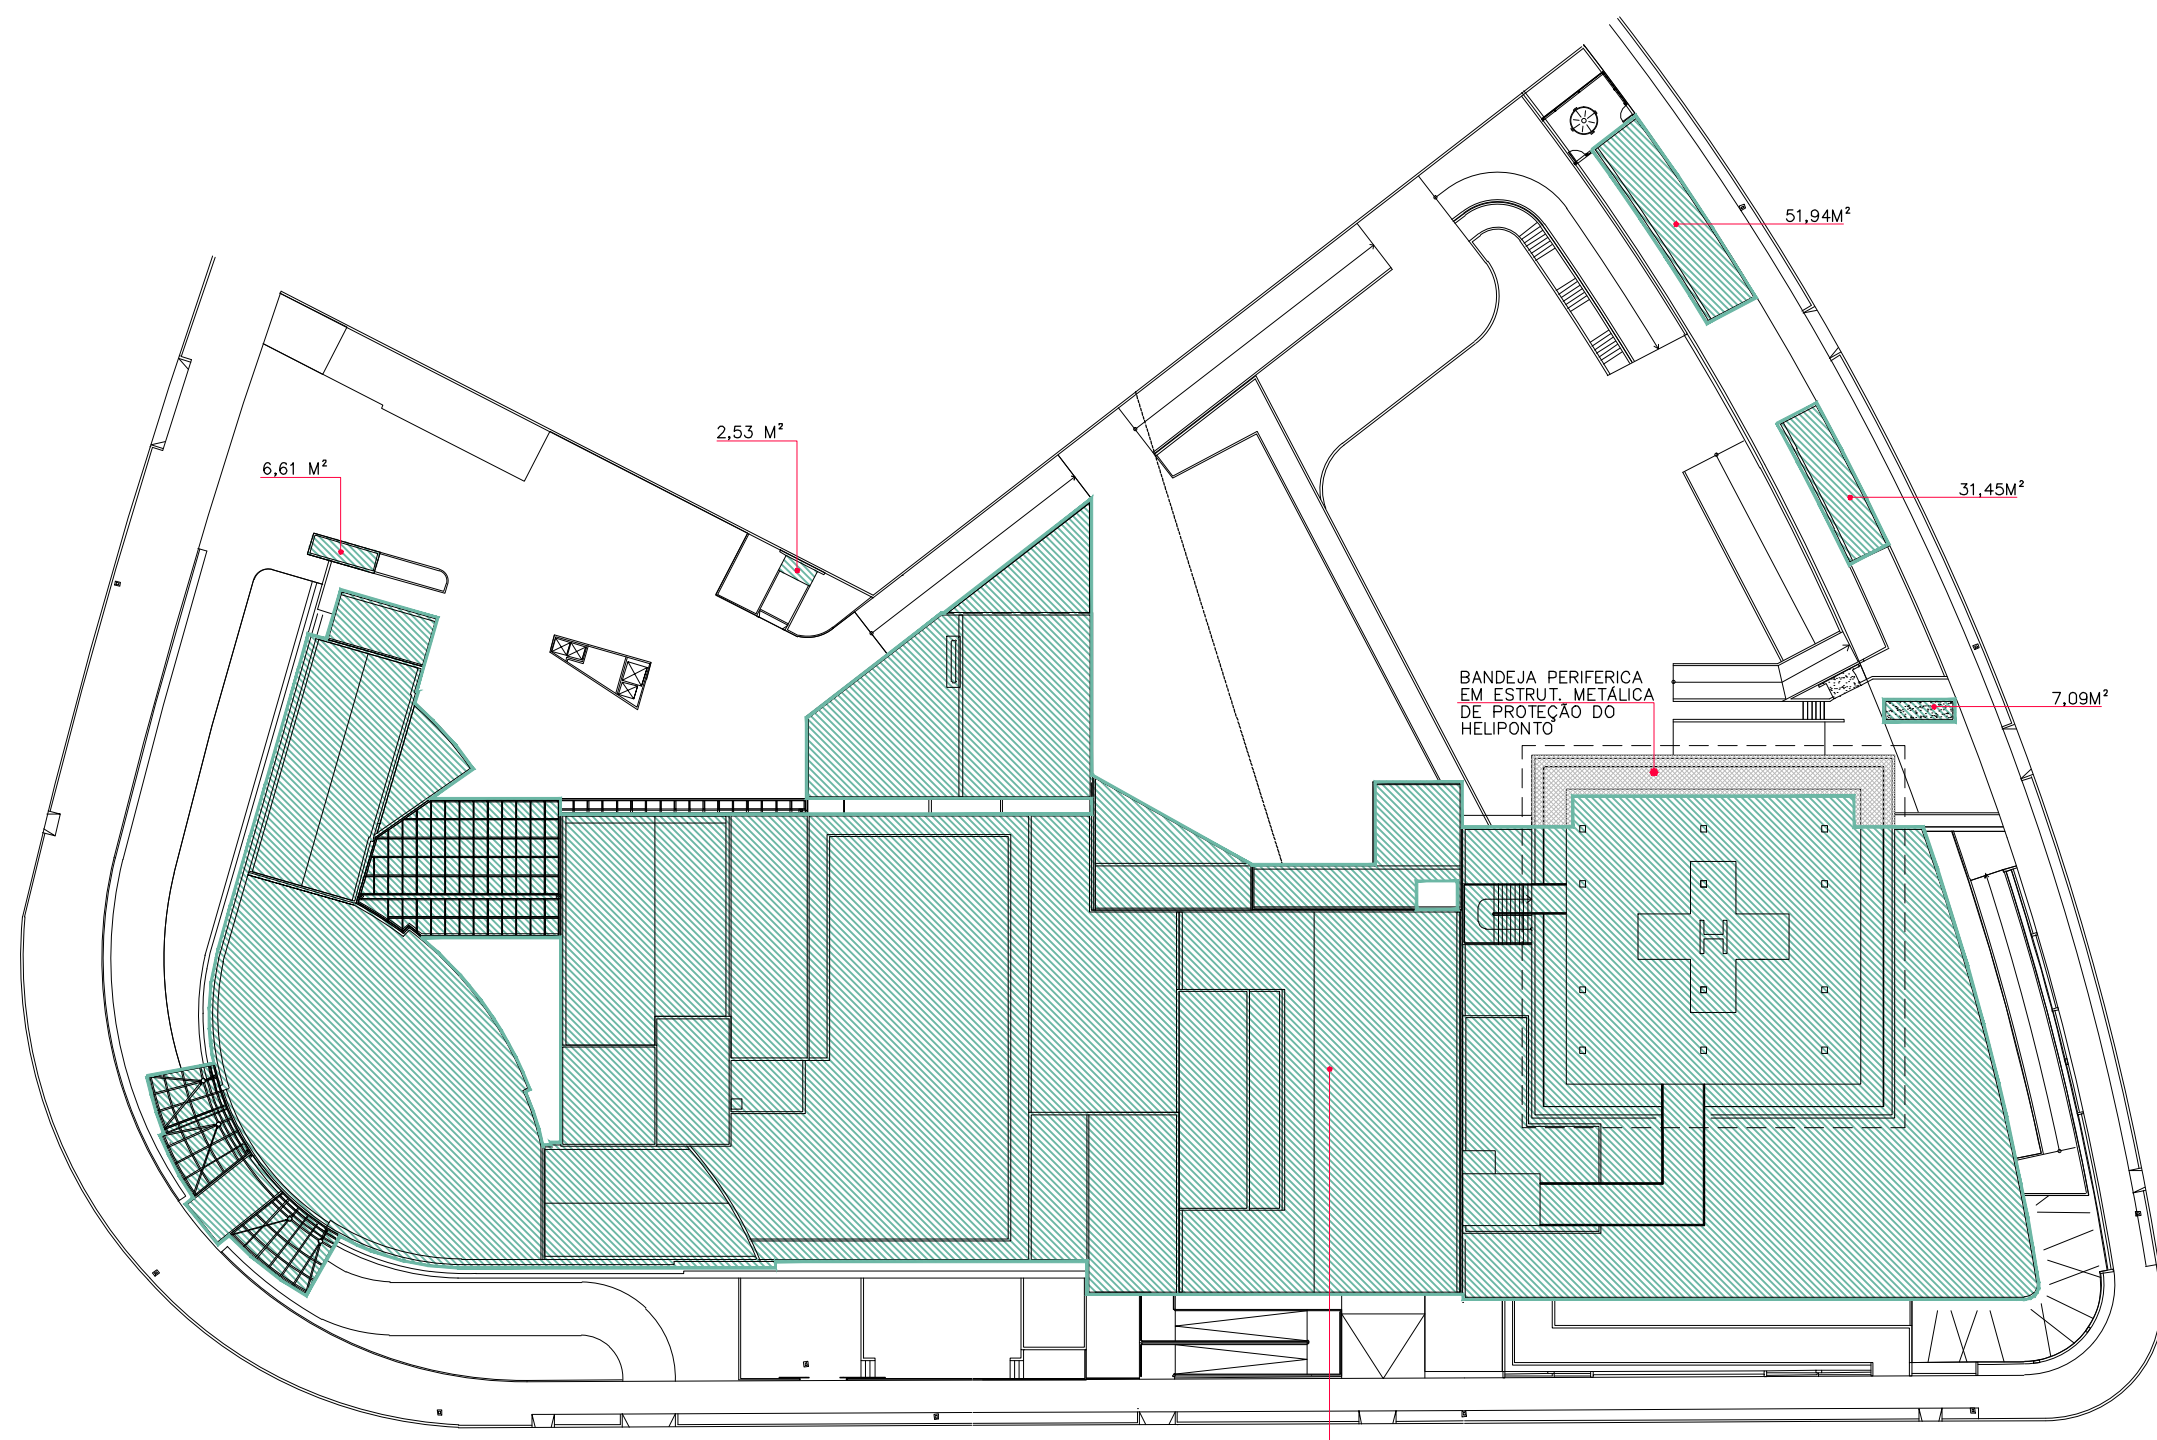 51,94M²
2,53 M²
6,61 M²
31,45M²
BANDEJA PERIFERICA
EM ESTRUT. METÁLICA
DE PROTEÇÃO DO
HELIPONTO
7,09M²
H